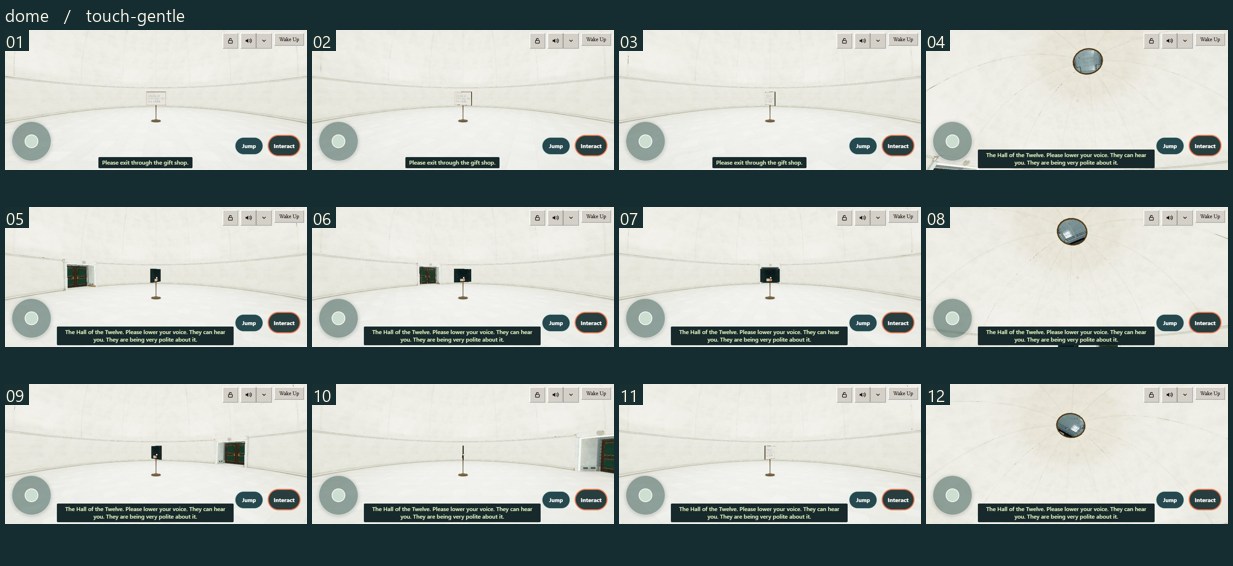 dome / touch-gentle
01
Wake Up
Jump
Interact
Please exit through the gift shop.
02
Wake Up
Jump
Interact
Please exit through the gift shop.
03
Wake Up
Jump
Interact
Please exit through the gift shop.
04
Wake Up
Jump
Interact
The Hall of the Twelve. Please lower your voice. They can hear
you. They are being very polite about it.
05
Wake Up
Jump
Interact
The Hall of the Twelve. Please lower your voice. They can hear
you. They are being very polite about it.
06
Wake Up
Jump
Interact
The Hall of the Twelve. Please lower your voice. They can hear
you. They are being very polite about it.
07
Wake Up
Jump
Interact
The Hall of the Twelve. Please lower your voice. They can hear
you. They are being very polite about it.
08
Wake Up
Jump
Interact
The Hall of the Twelve. Please lower your voice. They can hear
you. They are being very polite about it.
09
Wake Up
Jump
Interact
The Hall of the Twelve. Please lower your voice. They can hear
you. They are being very polite about it.
10
Wake Up
Jump
Interact
The Hall of the Twelve. Please lower your voice. They can hear
you. They are being very polite about it.
11
Wake Up
Jump
Interact
The Hall of the Twelve. Please lower your voice. They can hear
you. They are being very polite about it.
12
Wake Up
Jump
Interact
The Hall of the Twelve. Please lower your voice. They can hear
you. They are being very polite about it.